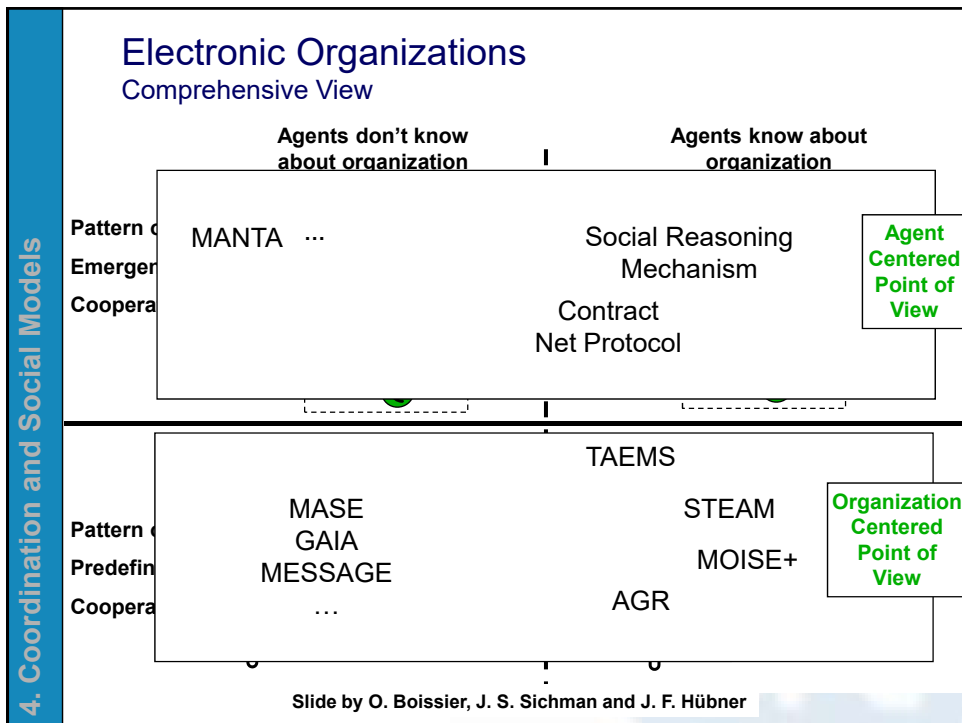 Electronic Organizations
Comprehensive View
Agents don't know
about organization
Agents know about
organization
Pattern
MANTA ...
Social Reasoning
Mechanism
Contract
Net Protocol
Agent
Centered
Point of
View
TAEMS
MASE
GAIA
MESSAGE
...
STEAM
MOISE+
AGR
Pattern
Organization
Centered
Point of
View
4. Coordination and Social Models
Slide by O. Boissier, J. S. Sichman and J. F. Hübner